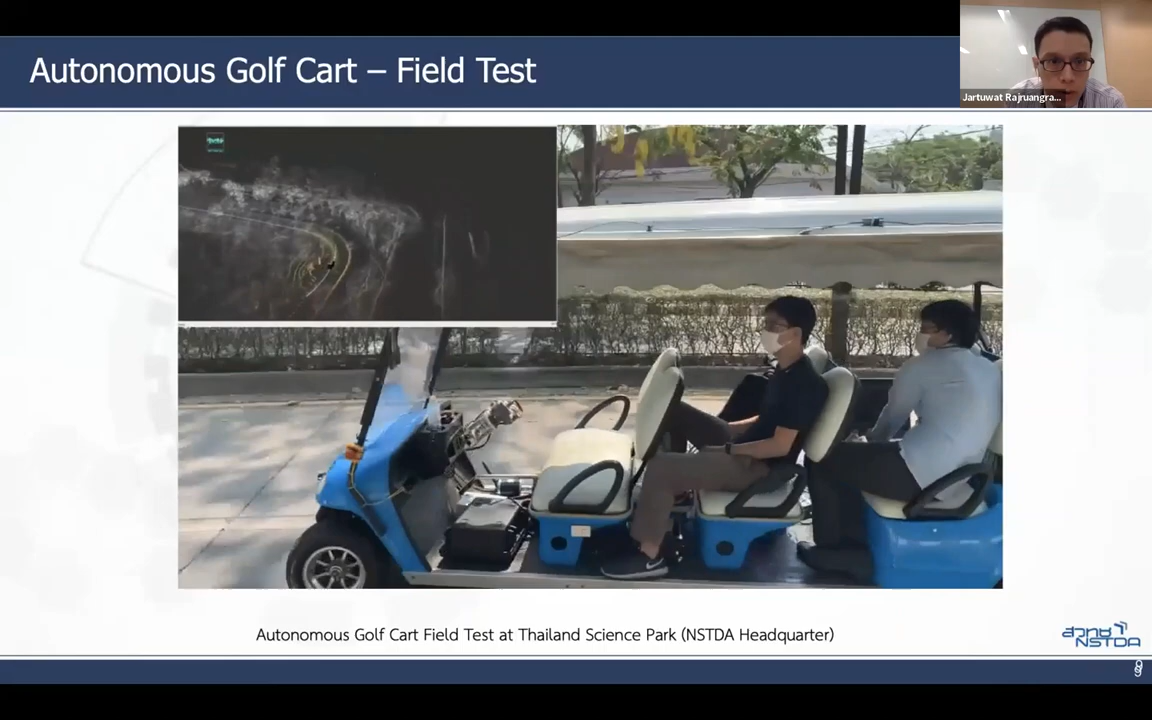 Autonomous Golf Cart – Field Test
Jartuwat Rajruangra...
Autonomous Golf Cart Field Test at Thailand Science Park (NSTDA Headquarter)
สวทช
NSTDA
9